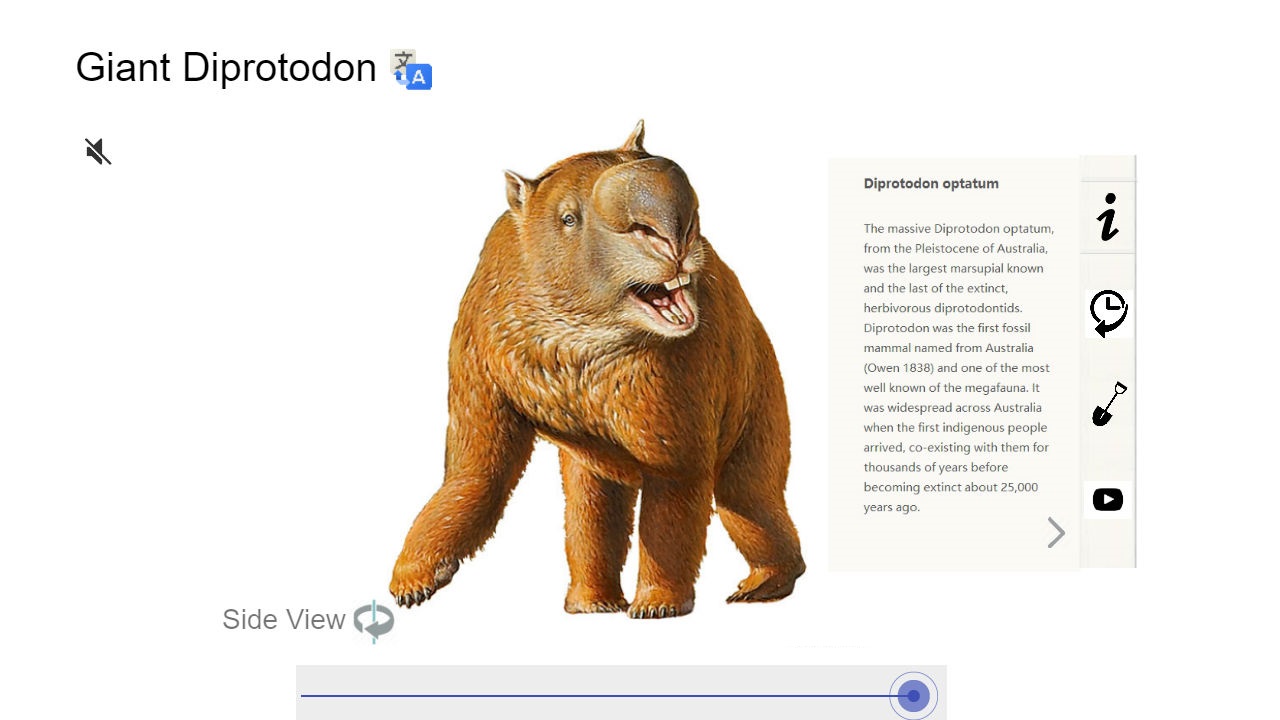 Giant Diprotodon
文
A
Diprotodon optatum
The massive Diprotodon optatum,
from the Pleistocene of Australia,
was the largest marsupial known
and the last of the extinct,
herbivorous diprotodontids.
Diprotodon was the first fossil
mammal named from Australia
(Owen 1838) and one of the most
well known of the megafauna. It
was widespread across Australia
when the first indigenous people
arrived, co-existing with them for
thousands of years before
becoming extinct about 25,000
years ago.
i
Side View